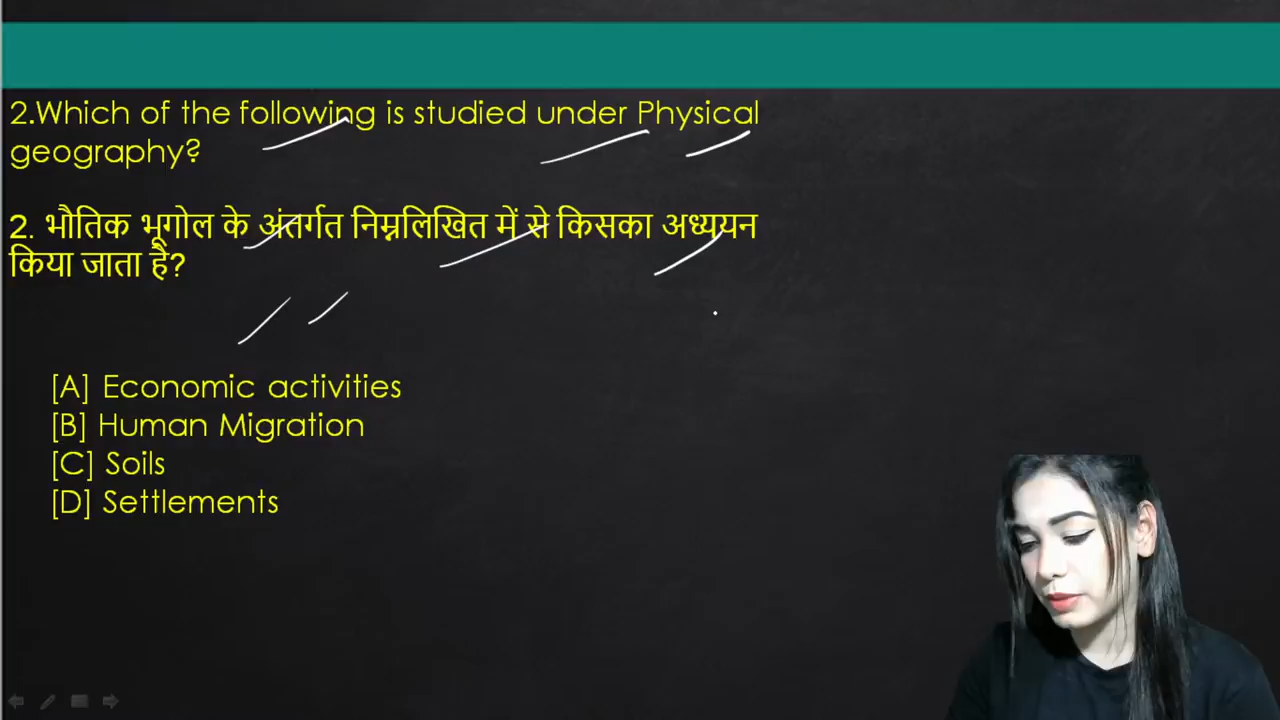 2.Which of the following is studied under Physical
geography?
2. भौतिक भूगोल के अंतर्गत निम्नलिखित में से किसका अध्ययन
किया जाता है?
[A] Economic activities
[B] Human Migration
[C] Soils
[D] Settlements